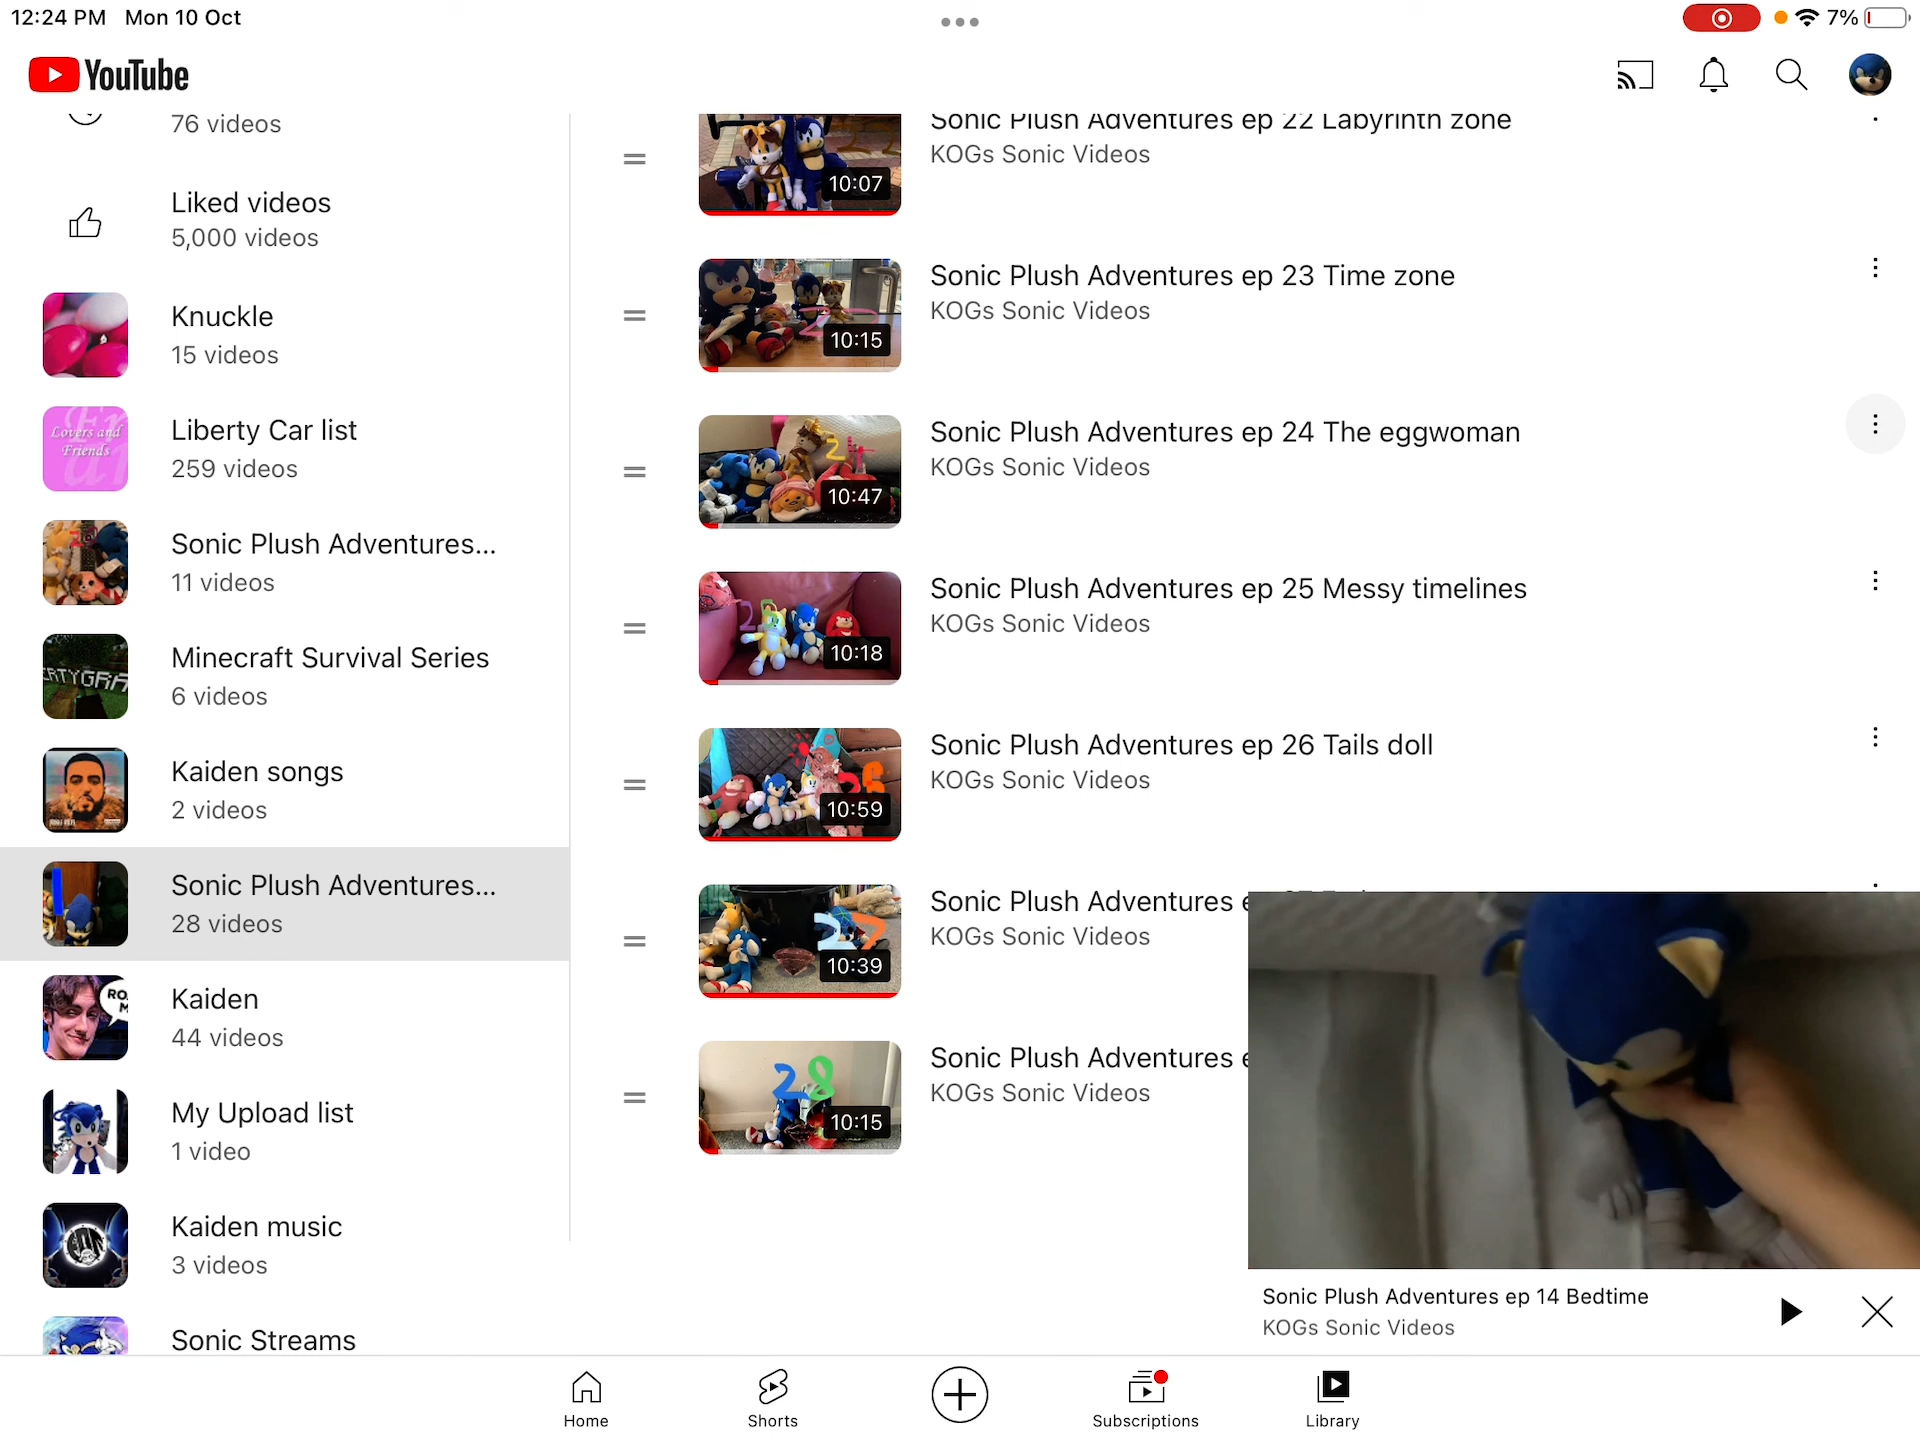 12:24 PM Mon 10 Oct
7%
YouTube
76 videos
Liked videos
5,000 videos
Knuckle
15 videos
Lovers and
Friends
Liberty Car list
259 videos
Sonic Plush Adventures...
11 videos
Minecraft Survival Series
6 videos
Kaiden songs
2 videos
Sonic Plush Adventures...
28 videos
Kaiden
44 videos
My Upload list
1 video
Kaiden music
3 videos
Sonic Streams
10:07
Sonic Plush Adventures ep 22 Labyrinth zone
KOGs Sonic Videos
10:15
Sonic Plush Adventures ep 23 Time zone
KOGs Sonic Videos
10:47
Sonic Plush Adventures ep 24 The eggwoman
KOGs Sonic Videos
10:18
Sonic Plush Adventures ep 25 Messy timelines
KOGs Sonic Videos
10:59
Sonic Plush Adventures ep 26 Tails doll
KOGs Sonic Videos
27
10:39
Sonic Plush Adventures e
KOGs Sonic Videos
28
10:15
Sonic Plush Adventures e
KOGs Sonic Videos
Sonic Plush Adventures ep 14 Bedtime
KOGs Sonic Videos
Home
Shorts
Subscriptions
Library